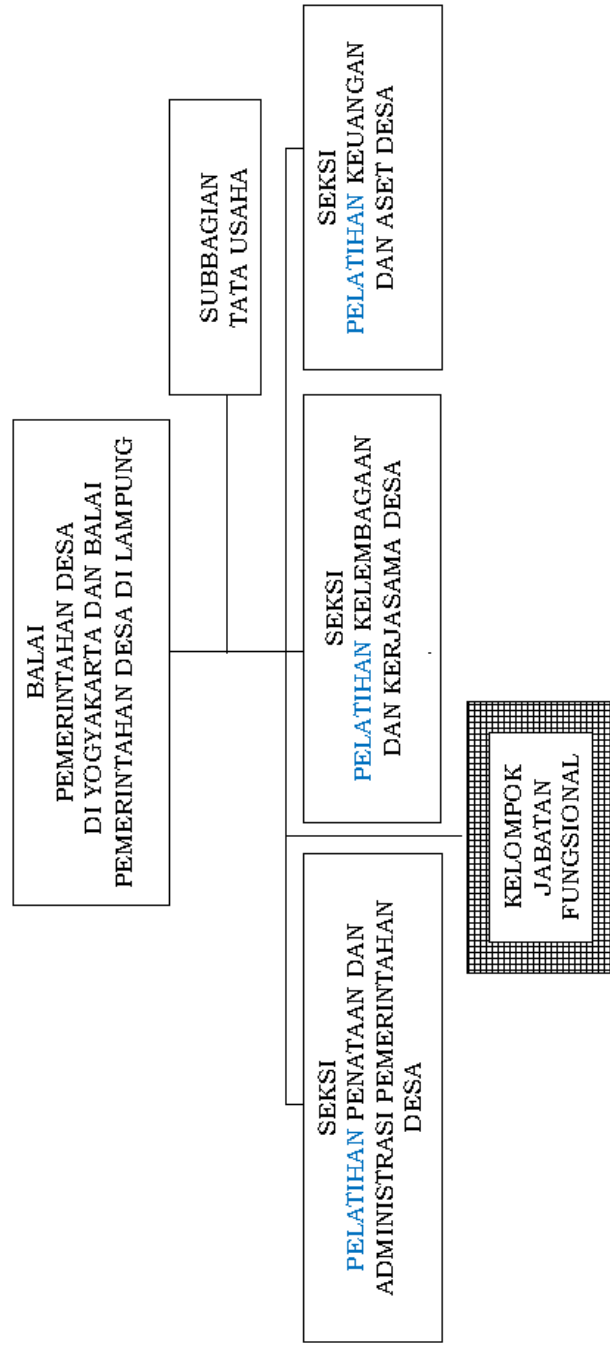 BALAI
PEMERINTAHAN DESA
DI YOGYAKARTA DAN BALAI
PEMERINTAHAN DESA DI LAMPUNG
SUBBAGIAN
TATA USAHA
SEKSI
PELATIHAN PENATAAN DAN
ADMINISTRASI PEMERINTAHAN
DESA
SEKSI
PELATIHAN KELEMBAGAAN
DAN KERJASAMA DESA
SEKSI
PELATIHAN KEUANGAN
DAN ASET DESA
KELOMPOK
JABATAN
FUNGSIONAL